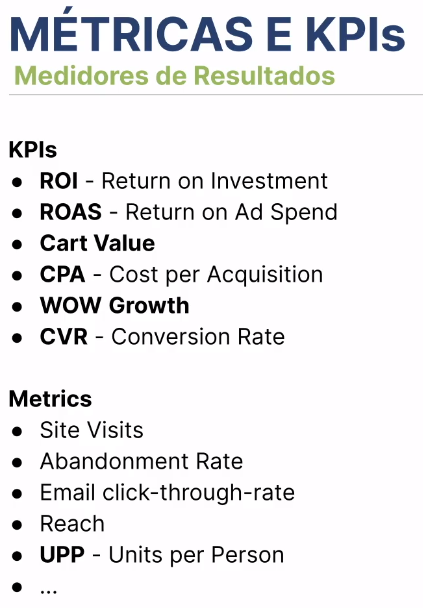 MÉTRICAS E KPIs
Medidores de Resultados
KPIs
● ROI - Return on Investment
● ROAS - Return on Ad Spend
● Cart Value
● CPA - Cost per Acquisition
● WOW Growth
● CVR - Conversion Rate
Metrics
● Site Visits
● Abandonment Rate
● Email click-through-rate
● Reach
● UPP - Units per Person
● ...